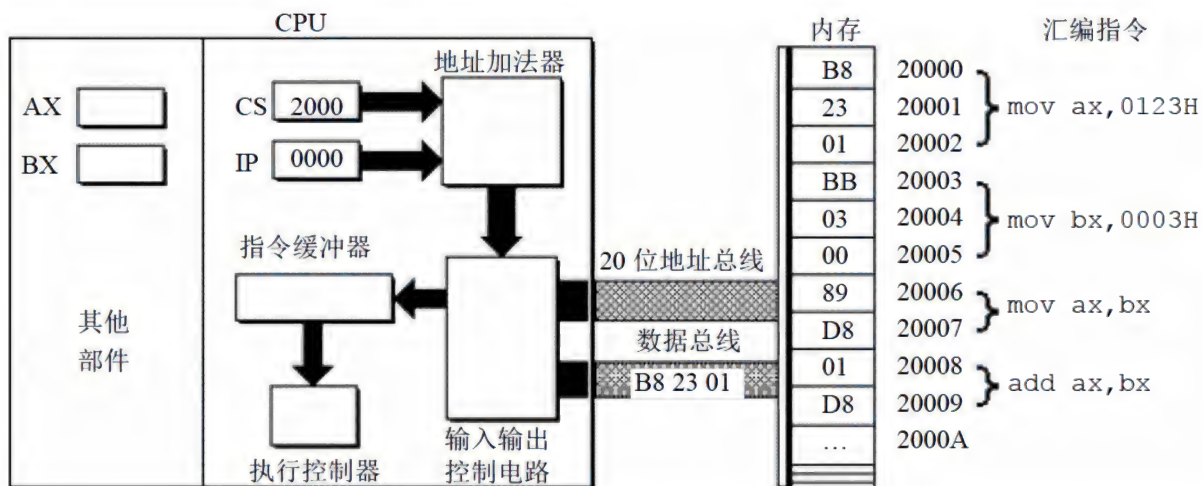 CPU
内存
汇编指令
地址加法器
AX
BX
CS
2000
IP
0000
指令缓冲器
其他
部件
执行控制器
输入输出
控制电路
20 位地址总线
数据总线
B8 23 01
B8 20000
23 20001 mov ax,0123H
01 20002
BB 20003
03 20004 mov bx,0003H
00 20005
89 20006
mov ax,bx
D8 20007
01 20008
add ax,bx
D8 20009
… 2000A